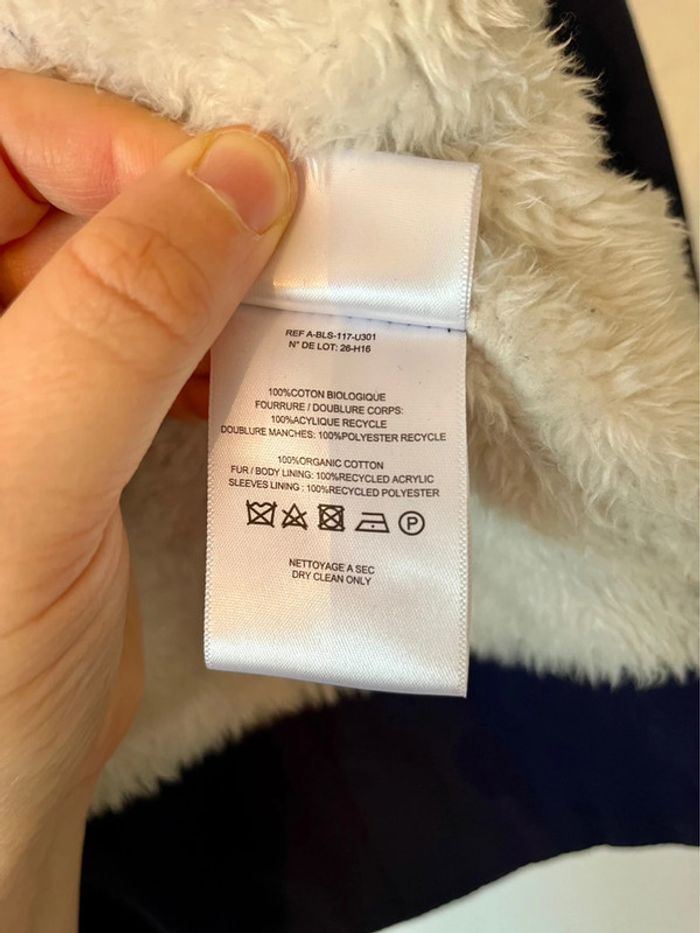 REF A-BLS-117-U301
N° DE LOT: 26-H16
100%COTON BIOLOGIQUE
FOURRURE / DOUBLURE CORPS:
100%ACYLIQUE RECYCLE
DOUBLURE MANCHES: 100%POLYESTER RECYCLE
100%ORGANIC COTTON
FUR / BODY LINING: 100%RECYCLED ACRYLIC
SLEEVES LINING : 100%RECYCLED POLYESTER
P
NETTOYAGE A SEC
DRY CLEAN ONLY